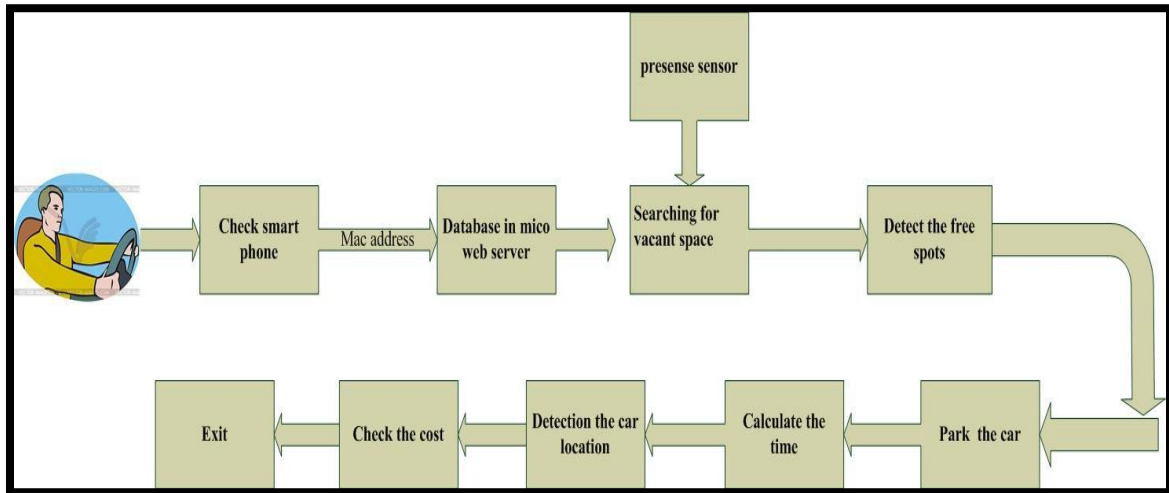 presense sensor
Check smart
phone
Mac address
Database in mico
web server
Searching for
vacant space
Detect the free
spots
Exit
Check the cost
Detection the car
location
Calculate the
time
Park the car